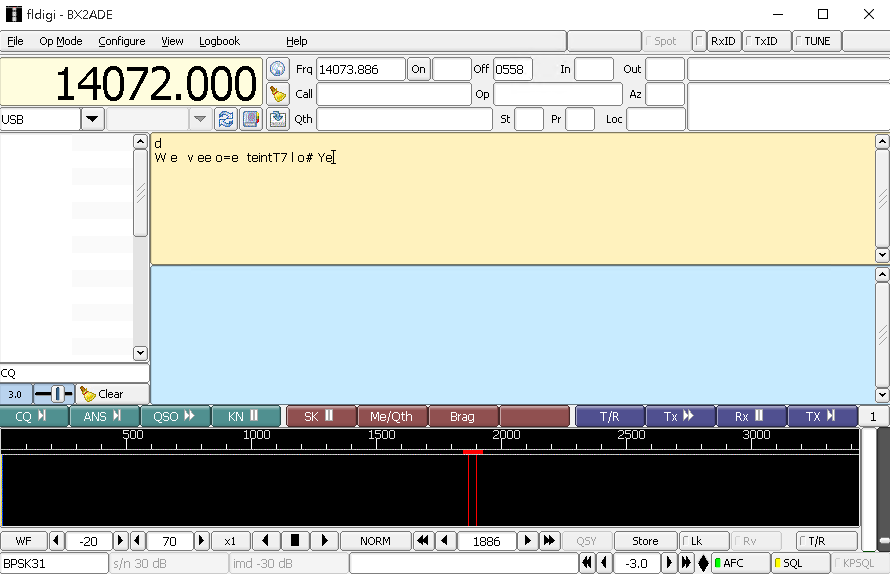 fldigi - BX2ADE
File Op Mode Configure View Logbook Help Spot RxID TxID TUNE
14072.000
Frq 14073.886 On Off 0558 In Out
Call Op Az
USB Qth St Pr Loc
d
W e v ee o=e teintT7 l o# Ye
CQ
3.0 Clear
CQ ANS QSO KN SK Me/Qth Brag T/R Tx Rx TX 1
500 1000 1500 2000 2500 3000
WF -20 70 x1 NORM 1886 QSY Store Lk Rv T/R
BPSK31 s/n 30 dB imd -30 dB -3.0 AFC SQL KPSQL